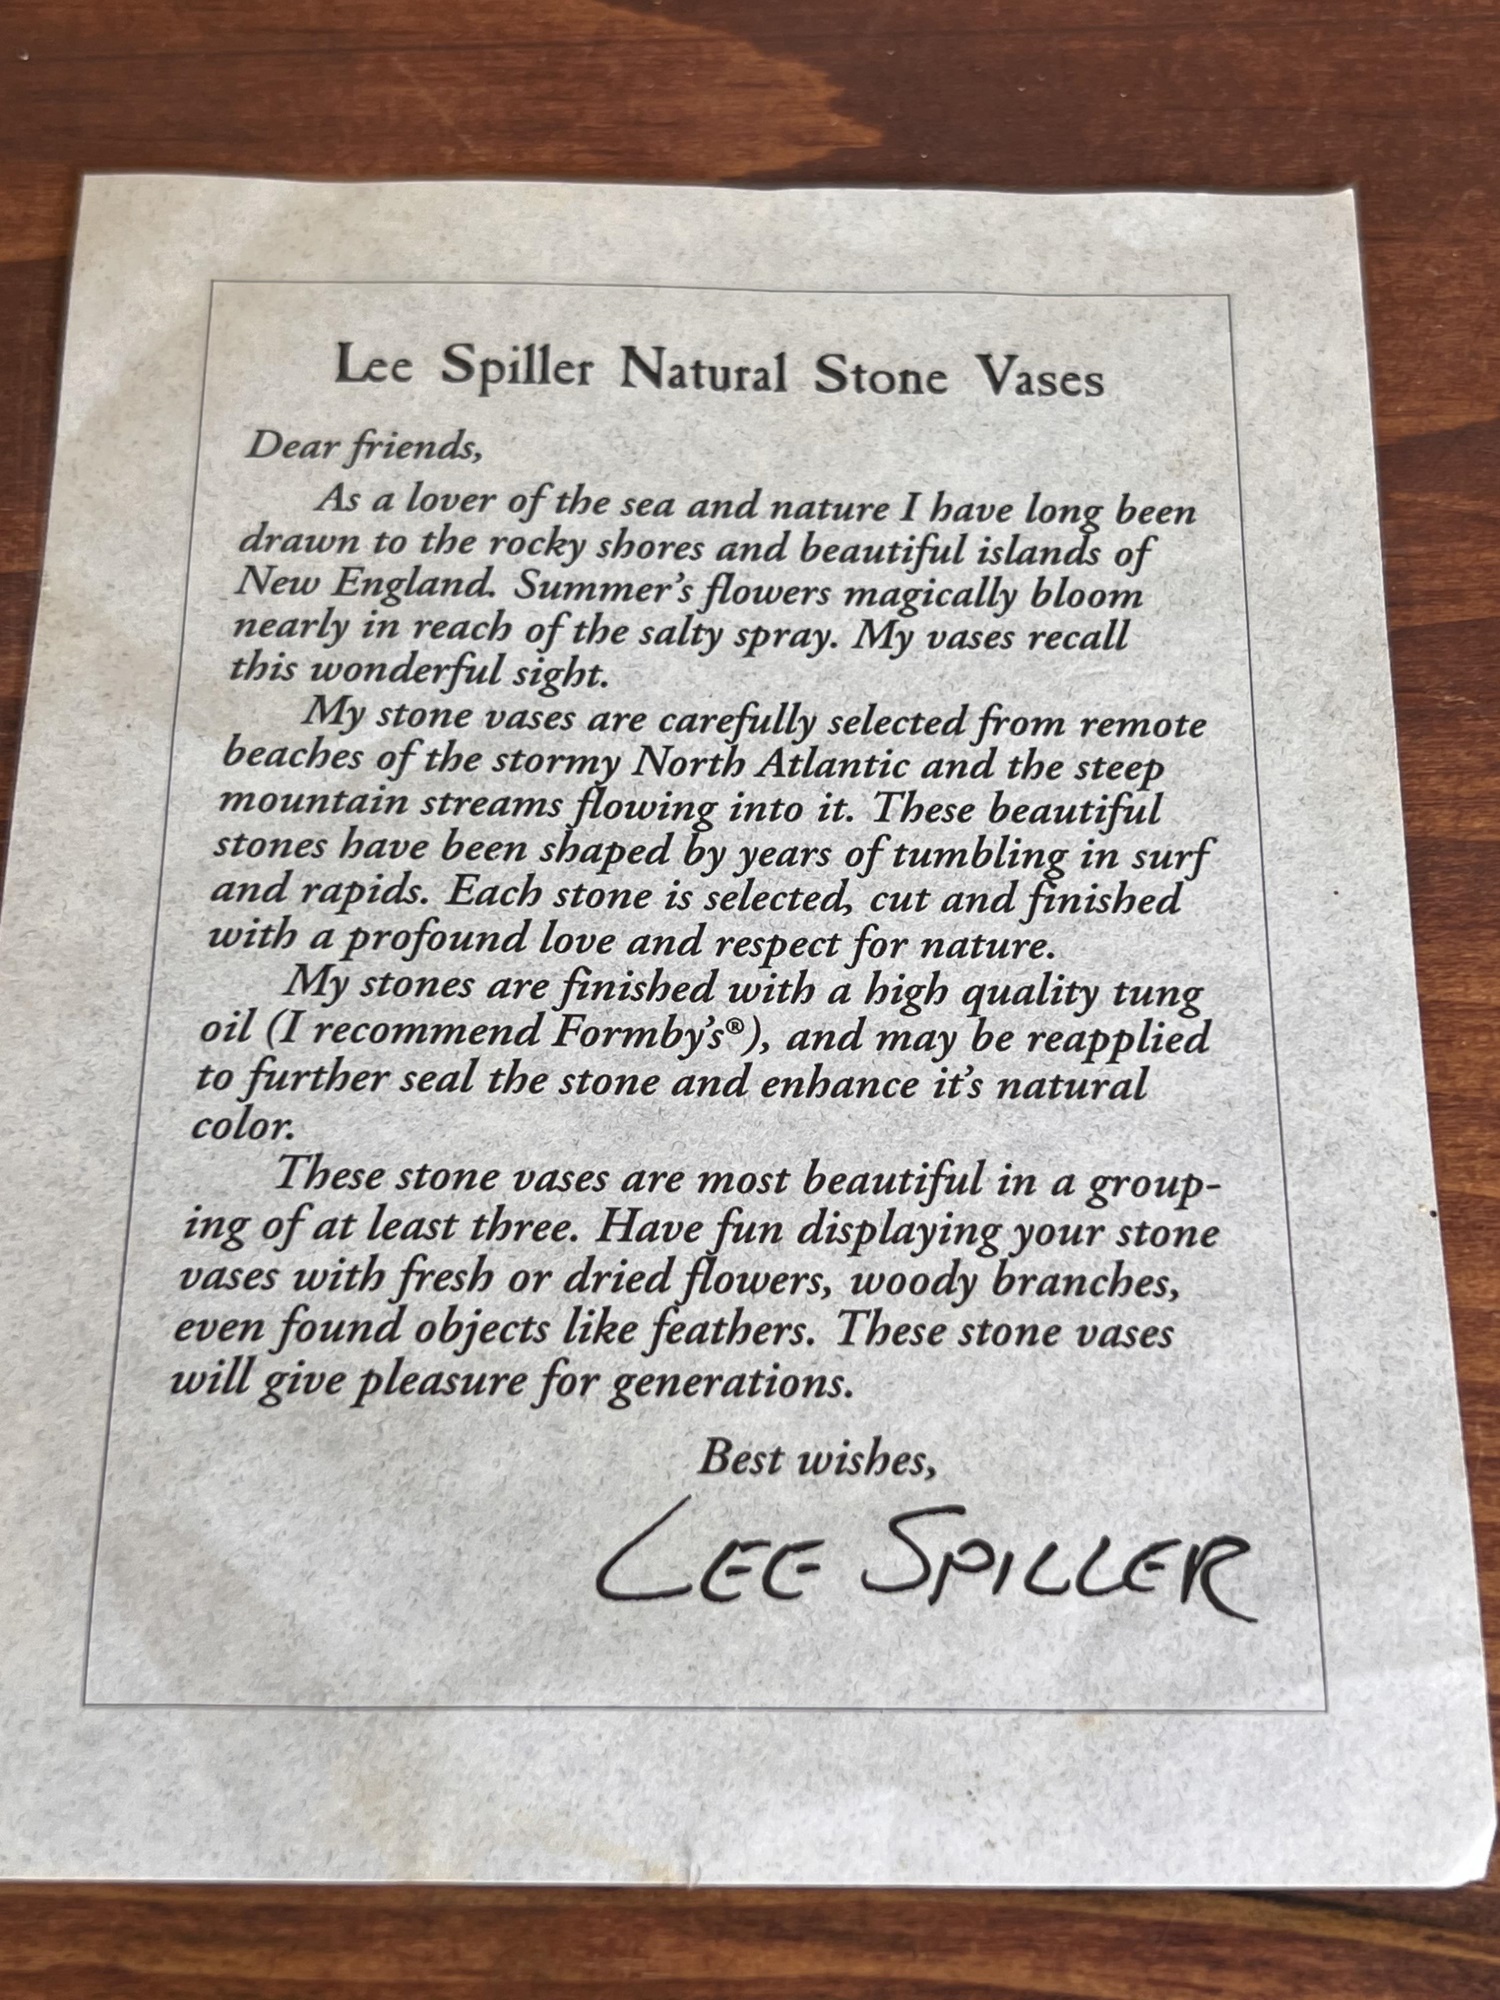 Lee Spiller Natural Stone Vases
Dear friends,
As a lover of the sea and nature I have long been
drawn to the rocky shores and beautiful islands of
New England. Summer's flowers magically bloom
nearly in reach of the salty spray. My vases recall
this wonderful sight.
My stone vases are carefully selected from remote
beaches of the stormy North Atlantic and the steep
mountain streams flowing into it. These beautiful
stones have been shaped by years of tumbling in surf
and rapids. Each stone is selected, cut and finished
with a profound love and respect for nature.
My stones are finished with a high quality tung
oil (I recommend Formby's®), and may be reapplied
to further seal the stone and enhance it's natural
color.
These stone vases are most beautiful in a group-
ing of at least three. Have fun displaying your stone
vases with fresh or dried flowers, woody branches,
even found objects like feathers. These stone vases
will give pleasure for generations.
Best wishes,
LEE SPILLER